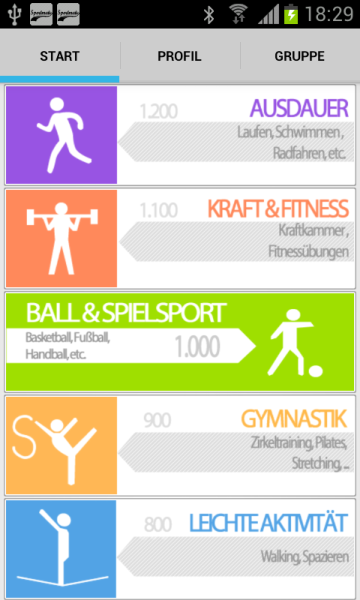 18:29
START PROFIL GRUPPE
1.200 AUSDAUER
Laufen, Schwimmen,
Radfahren, etc.
1.100 KRAFT & FITNESS
Kraftkammer,
Fitnessübungen
BALL & SPIELSPORT
Basketball, Fußball,
Handball, etc.
1.000
900 GYMNASTIK
Zirkeltraining, Pilates,
Stretching, ...
800 LEICHTE AKTIVITÄT
Walking, Spazieren